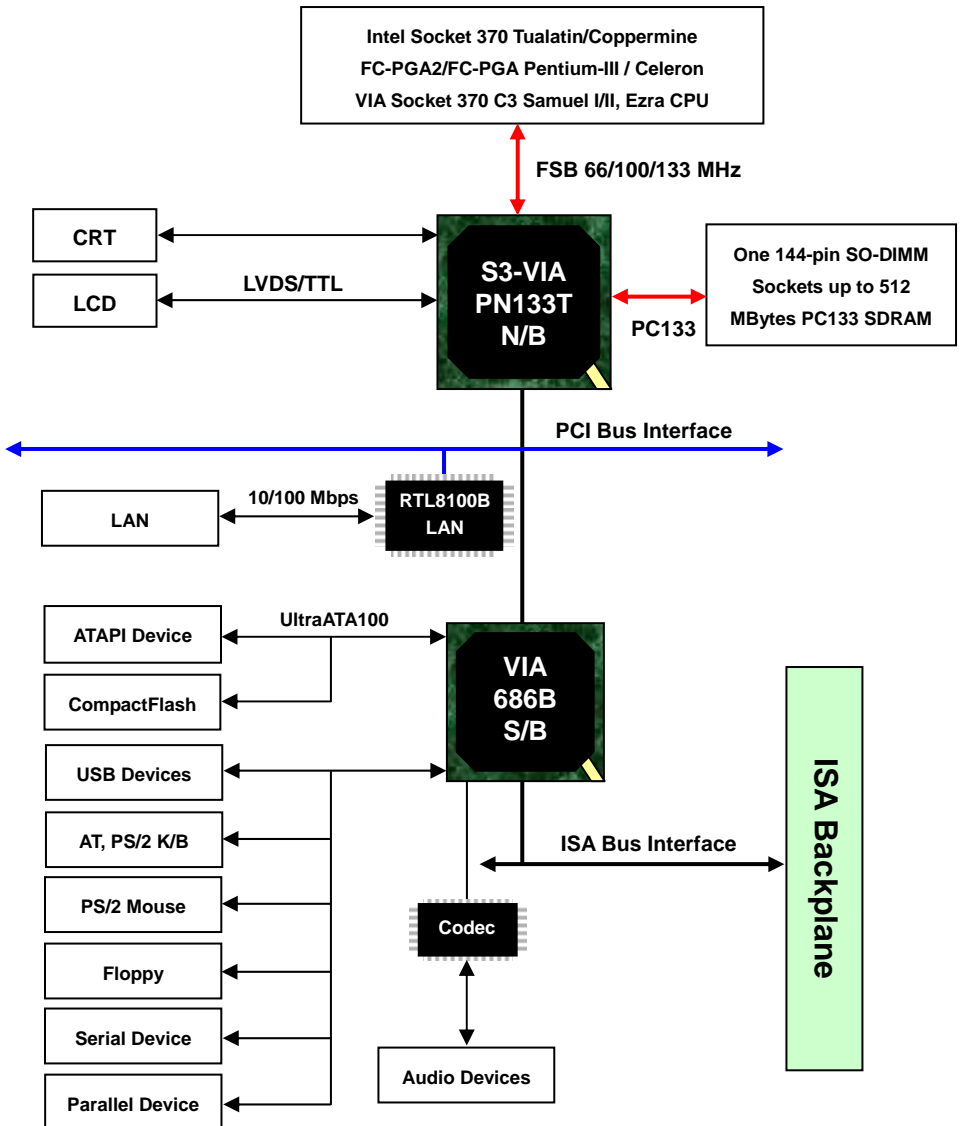 Intel Socket 370 Tualatin/Coppermine
FC-PGA2/FC-PGA Pentium-III / Celeron
VIA Socket 370 C3 Samuel I/II, Ezra CPU
FSB 66/100/133 MHz
CRT
LCD
LVDS/TTL
S3-VIA
PN133T
N/B
PC133
One 144-pin SO-DIMM
Sockets up to 512
MBytes PC133 SDRAM
PCI Bus Interface
LAN
10/100 Mbps
RTL8100B
LAN
UltraATA100
ATAPI Device
CompactFlash
USB Devices
AT, PS/2 K/B
PS/2 Mouse
Floppy
Serial Device
Parallel Device
VIA
686B
S/B
ISA Bus Interface
Codec
Audio Devices
ISA Backplane